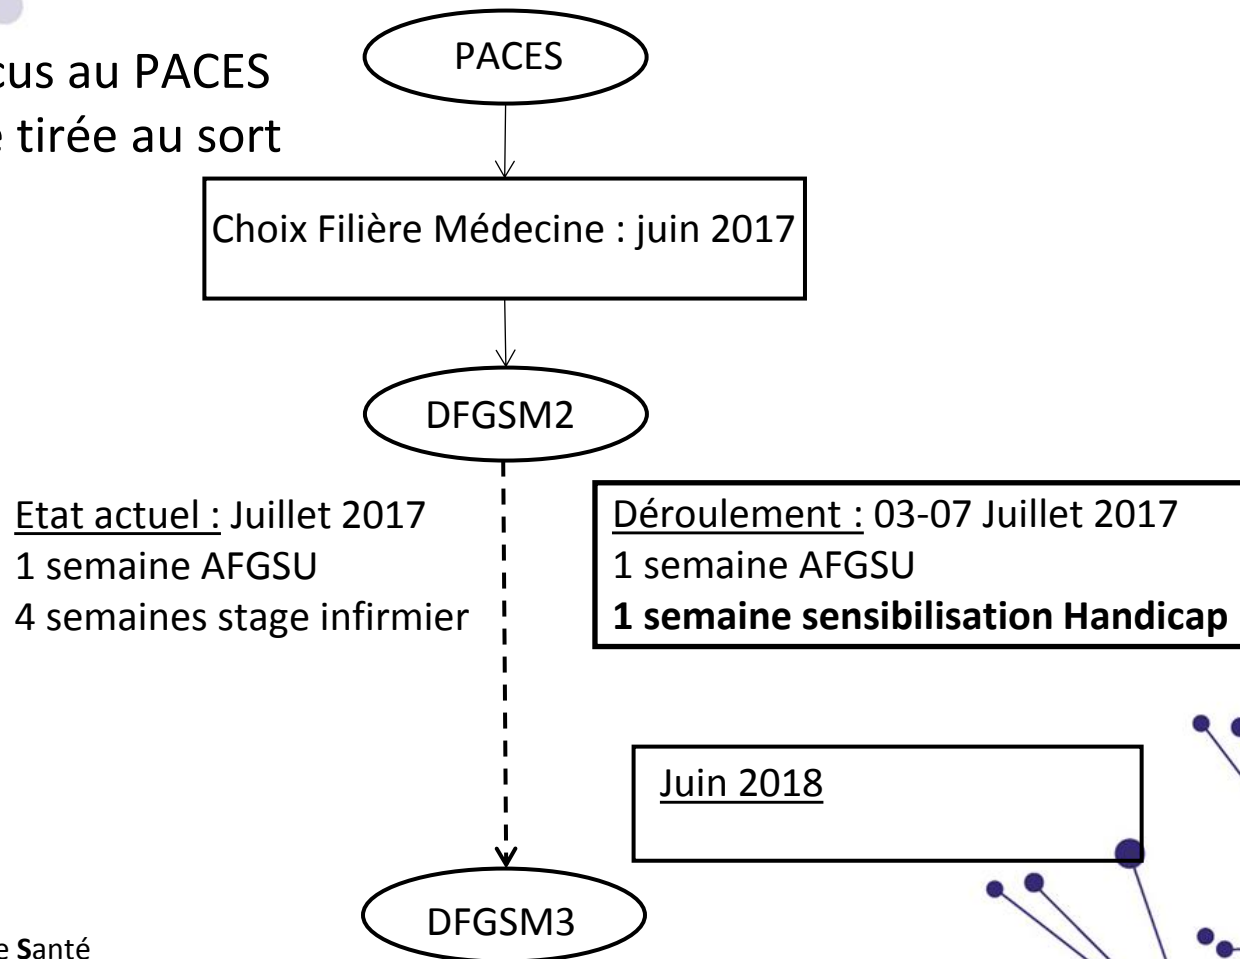 PACES
cus au PACES
e tirée au sort
Choix Filière Médecine : juin 2017
DFGSM2
Etat actuel : Juillet 2017
1 semaine AFGSU
4 semaines stage infirmier
Déroulement : 03-07 Juillet 2017
1 semaine AFGSU
1 semaine sensibilisation Handicap
Juin 2018
DFGSM3
e Santé